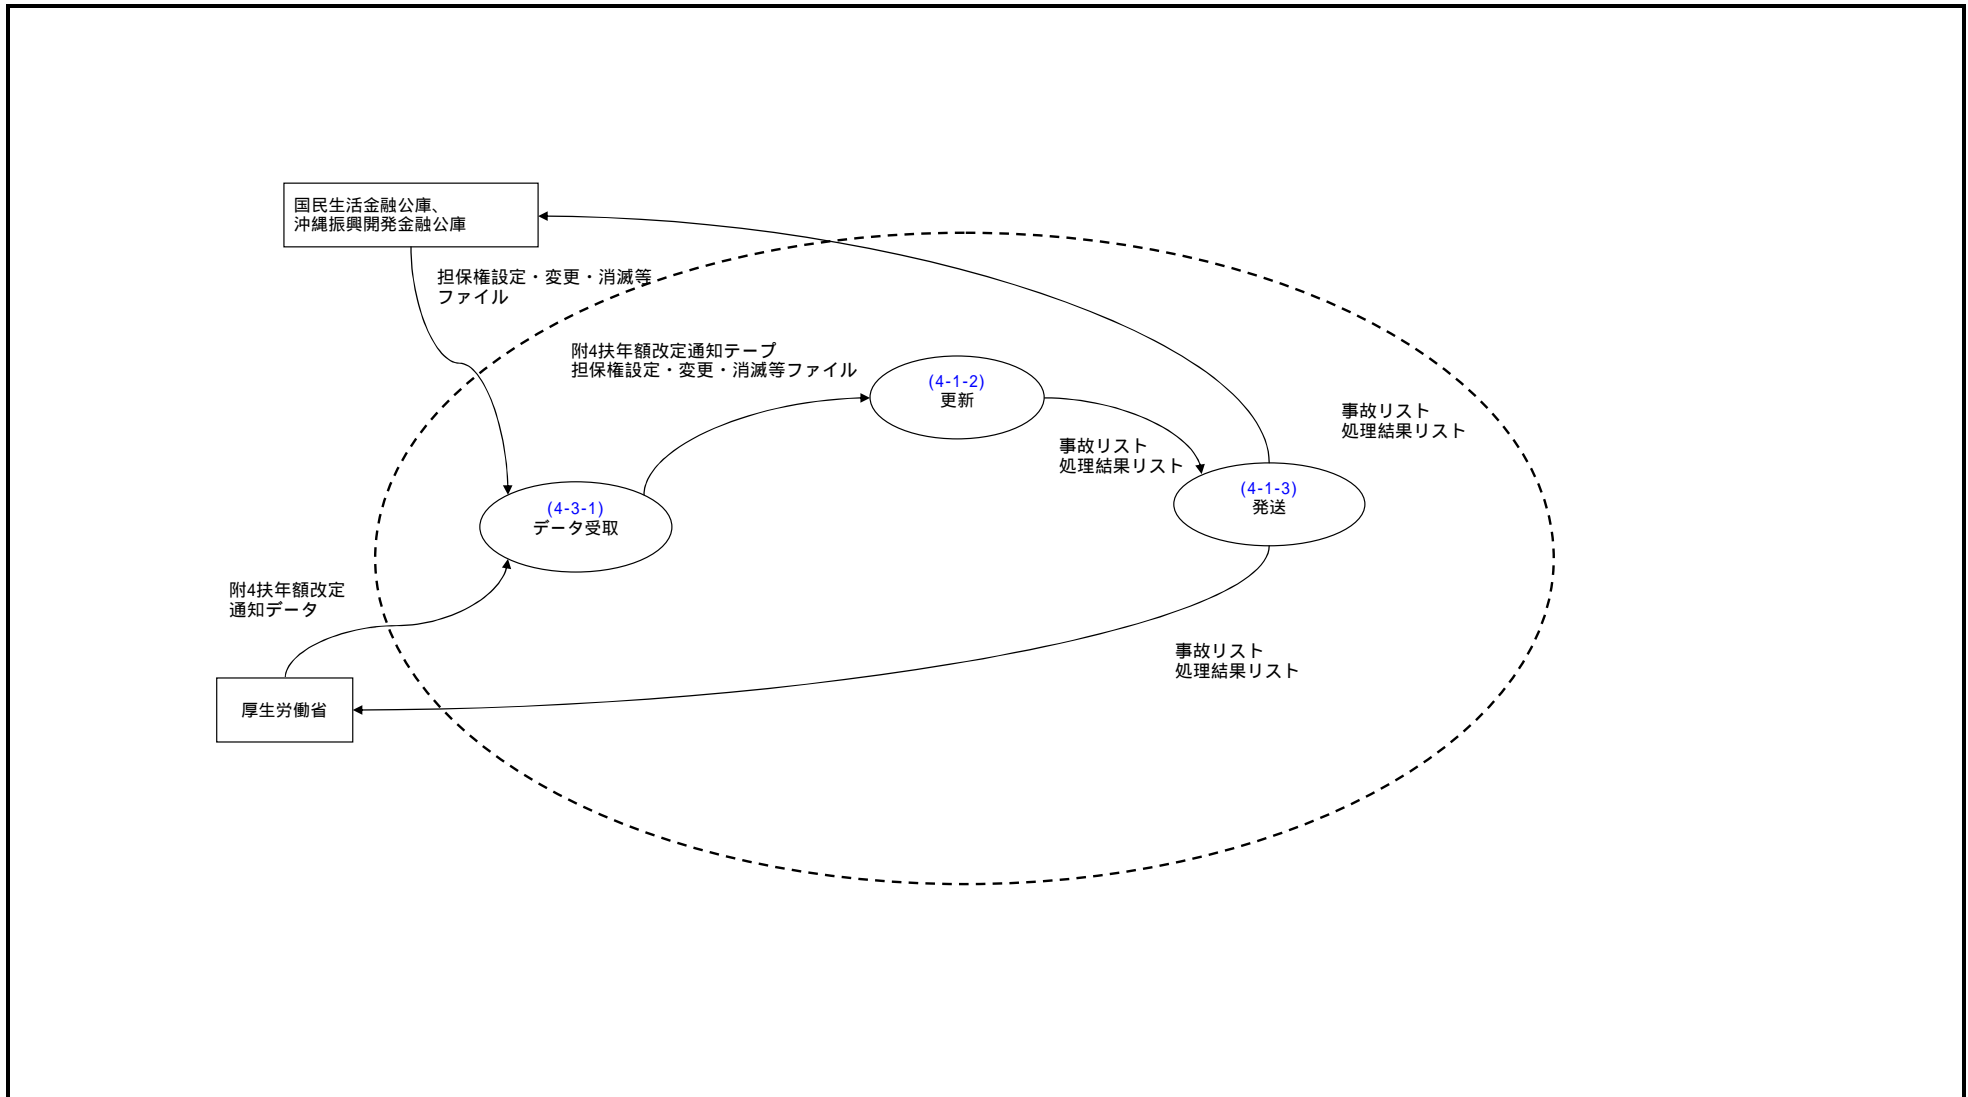 国民生活金融公庫、
沖縄振興開発金融公庫
担保権設定・変更・消滅等
ファイル
附4扶年額改定通知テープ
担保権設定・変更・消滅等ファイル
(4-1-2)
更新
事故リスト
処理結果リスト
事故リスト
処理結果リスト
(4-1-3)
発送
(4-3-1)
データ受取
附4扶年額改定
通知データ
事故リスト
処理結果リスト
厚生労働省